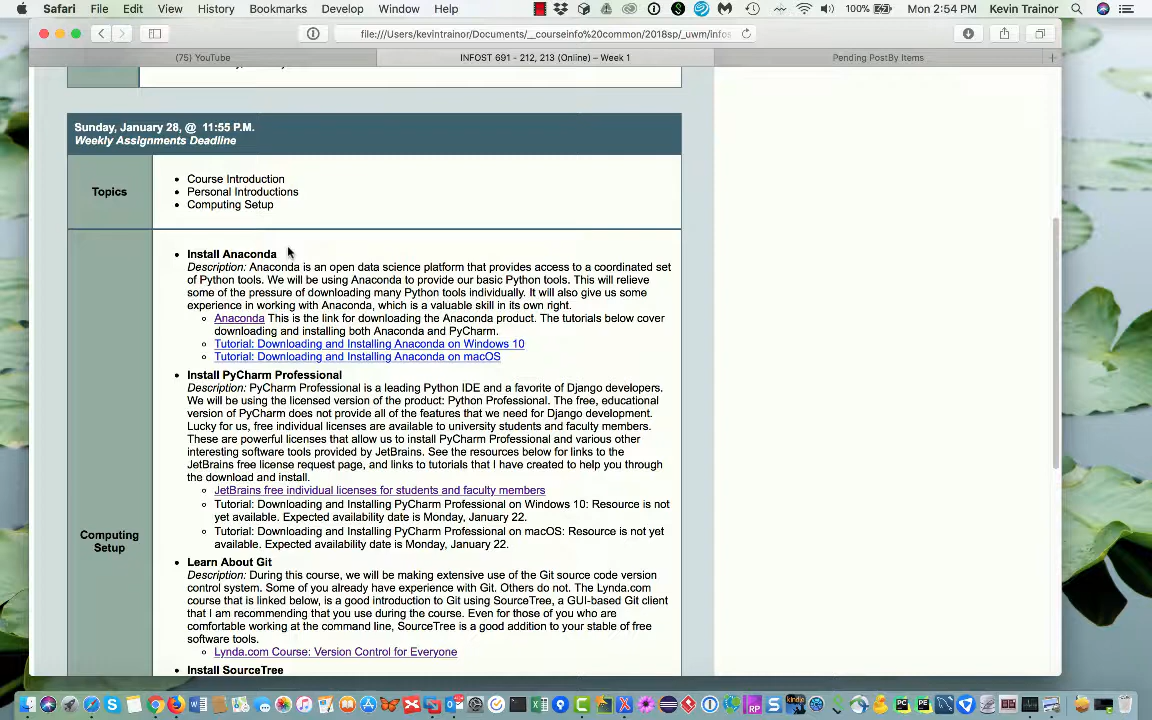 Safari File Edit View History Bookmarks Develop Window Help 100% Mon 2:54 PM Kevin Trainor
file:///Users/kevintrainor/Documents/__courseinfo%20common/2018sp/_uwm/infos
(75) YouTube INFOST 691 - 212, 213 (Online) – Week 1 Pending PostBy Items
Sunday, January 28, @ 11:55 P.M.
Weekly Assignments Deadline
Topics
• Course Introduction
• Personal Introductions
• Computing Setup
Computing
Setup
• Install Anaconda
Description: Anaconda is an open data science platform that provides access to a coordinated set
of Python tools. We will be using Anaconda to provide our basic Python tools. This will relieve
some of the pressure of downloading many Python tools individually. It will also give us some
experience in working with Anaconda, which is a valuable skill in its own right.
Anaconda This is the link for downloading the Anaconda product. The tutorials below cover
downloading and installing both Anaconda and PyCharm.
Tutorial: Downloading and Installing Anaconda on Windows 10
Tutorial: Downloading and Installing Anaconda on macOS
• Install PyCharm Professional
Description: PyCharm Professional is a leading Python IDE and a favorite of Django developers.
We will be using the licensed version of the product: Python Professional. The free, educational
version of PyCharm does not provide all of the features that we need for Django development.
Lucky for us, free individual licenses are available to university students and faculty members.
These are powerful licenses that allow us to install PyCharm Professional and various other
interesting software tools provided by JetBrains. See the resources below for links to the
JetBrains free license request page, and links to tutorials that I have created to help you through
the download and install.
JetBrains free individual licenses for students and faculty members
Tutorial: Downloading and Installing PyCharm Professional on Windows 10: Resource is not
yet available. Expected availability date is Monday, January 22.
Tutorial: Downloading and Installing PyCharm Professional on macOS: Resource is not yet
available. Expected availability date is Monday, January 22.
• Learn About Git
Description: During this course, we will be making extensive use of the Git source code version
control system. Some of you already have experience with Git. Others do not. The Lynda.com
course that is linked below, is a good introduction to Git using SourceTree, a GUI-based Git client
that I am recommending that you use during the course. Even for those of you who are
comfortable working at the command line, SourceTree is a good addition to your stable of free
software tools.
Lynda.com Course: Version Control for Everyone
• Install SourceTree